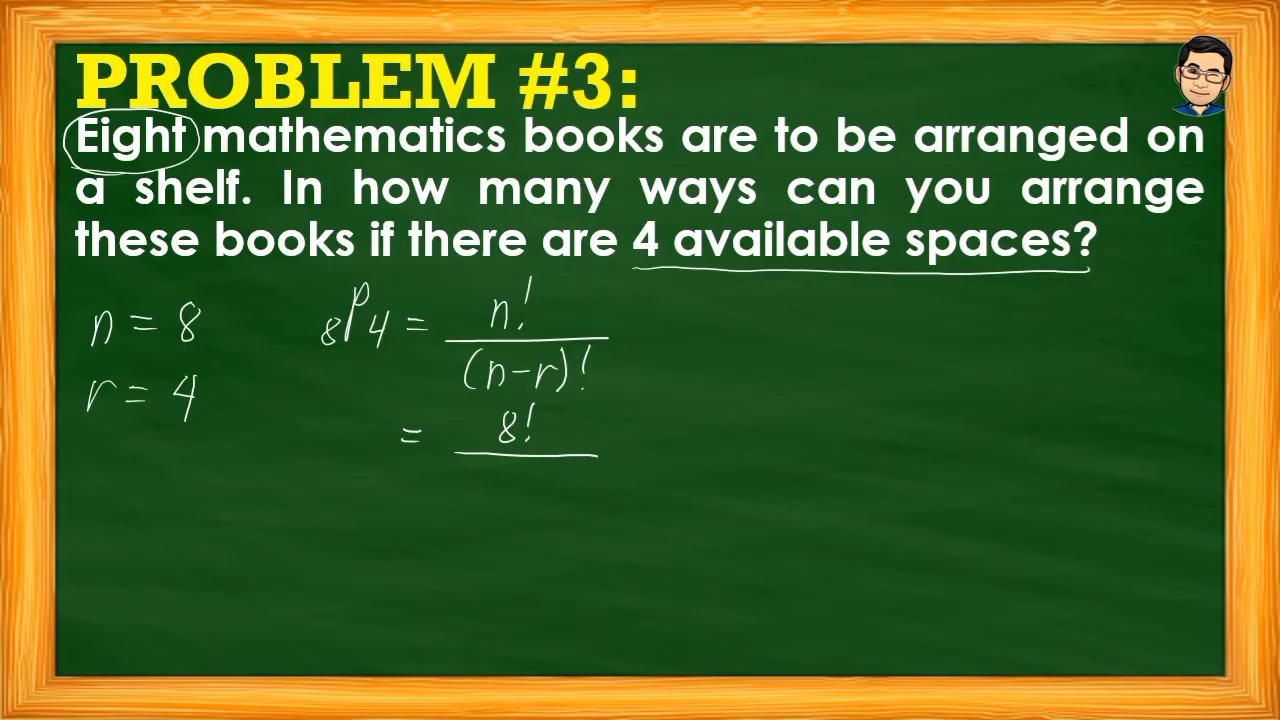 PROBLEM #3:
Eight mathematics books are to be arranged on
a shelf. In how many ways can you arrange
these books if there are 4 available spaces?
n = 8
r = 4
₈P₄ = n! / (n-r)!
= 8!